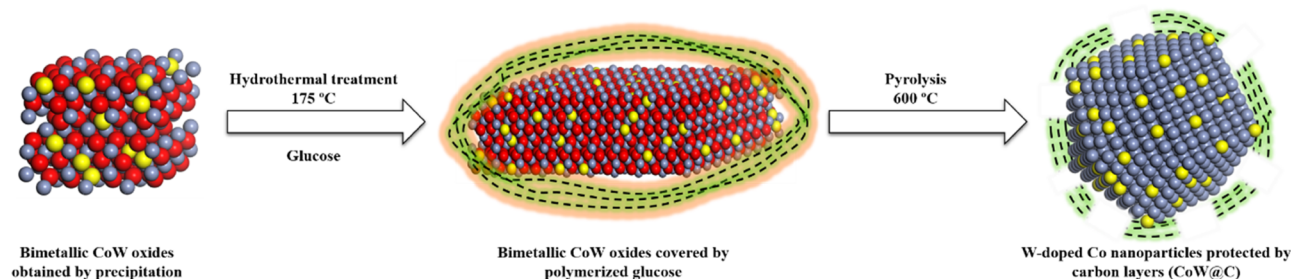 Hydrothermal treatment
175 ºC
Glucose
Pyrolysis
600 ºC
Bimetallic CoW oxides
obtained by precipitation
Bimetallic CoW oxides covered by
polymerized glucose
W-doped Co nanoparticles protected by
carbon layers (CoW@C)